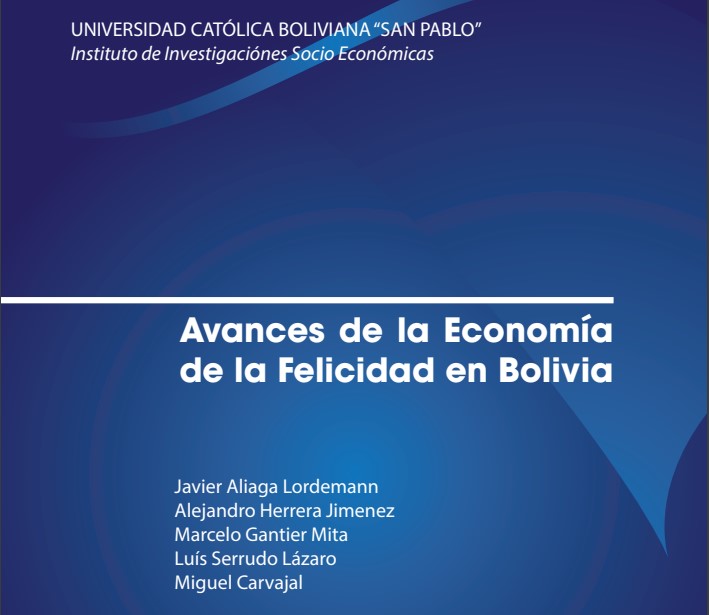 UNIVERSIDAD CATÓLICA BOLIVIANA “SAN PABLO”
Instituto de Investigaciónes Socio Económicas
Avances de la Economía
de la Felicidad en Bolivia
Javier Aliaga Lordemann
Alejandro Herrera Jimenez
Marcelo Gantier Mita
Luís Serrudo Lázaro
Miguel Carvajal